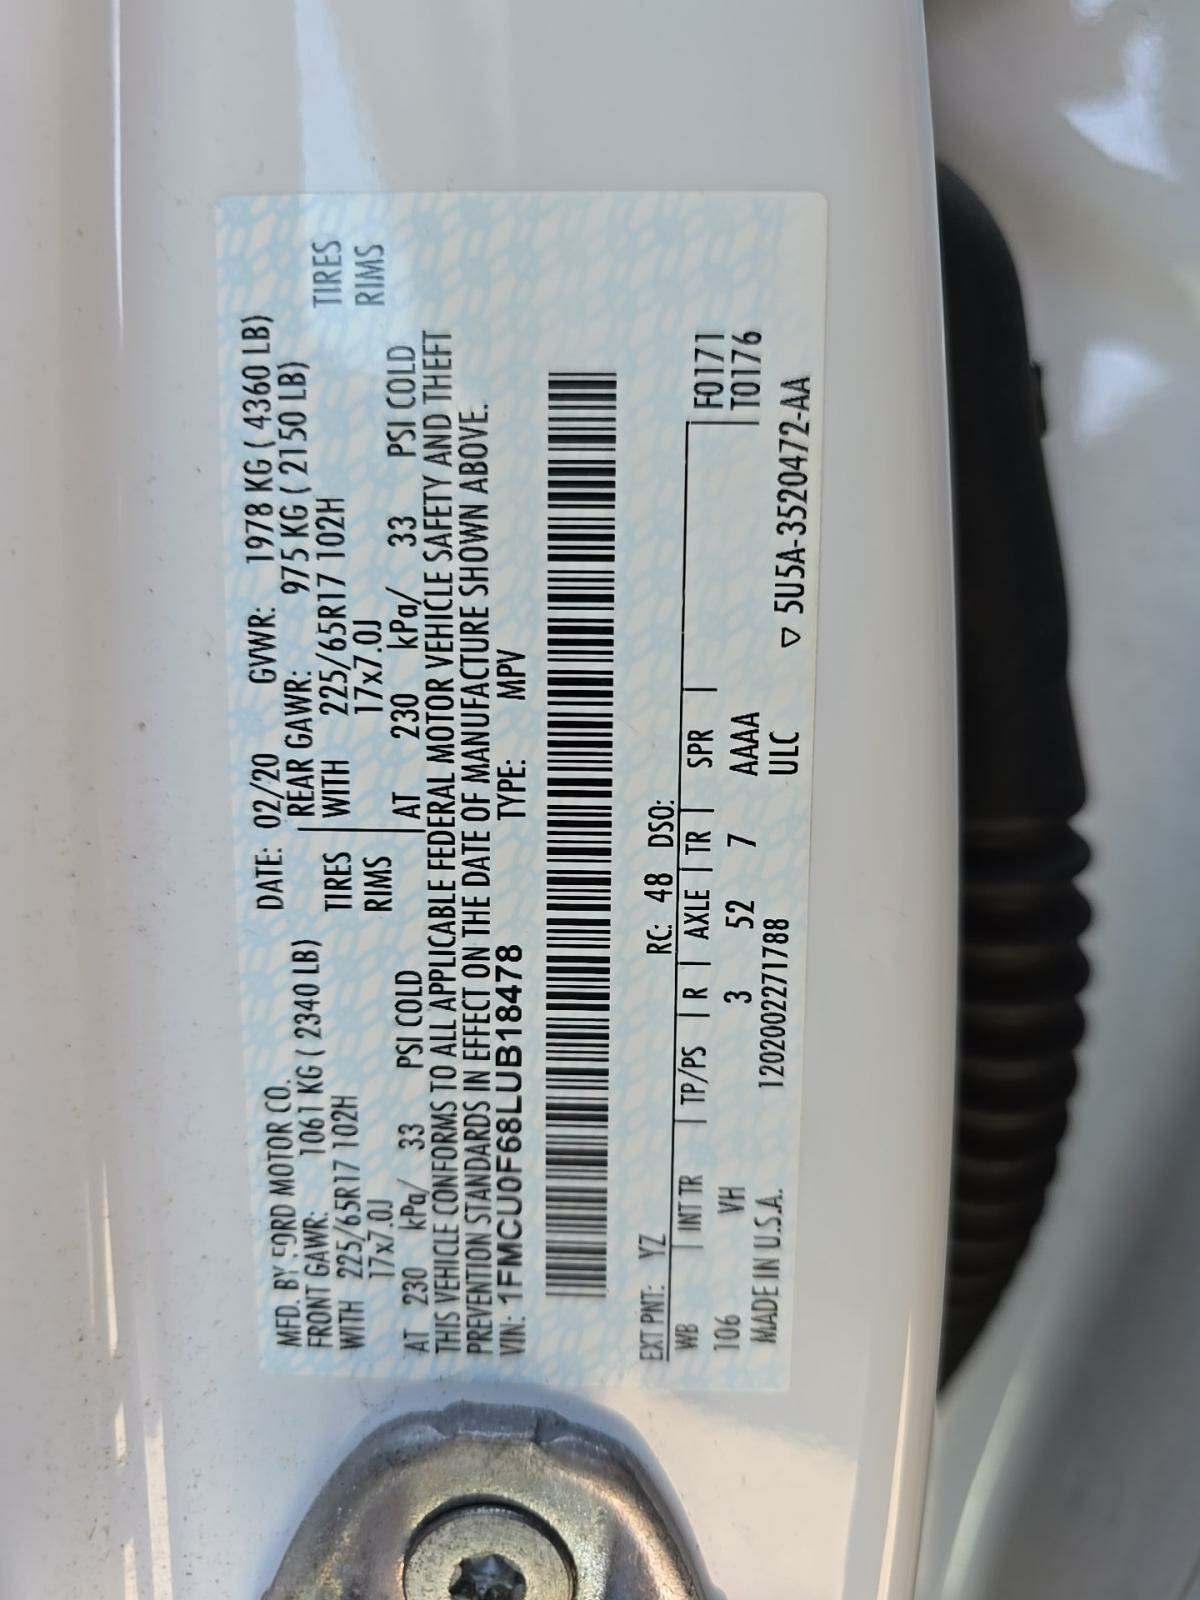 MFD. BY FORD MOTOR CO. DATE: 02/20 GVWR: 1978 KG ( 4360 LB)
FRONT GAWR: 1061 KG ( 2340 LB) REAR GAWR: 975 KG ( 2150 LB)
WITH 225/65R17 102H TIRES WITH 225/65R17 102H TIRES
17x7.0J RIMS 17x7.0J RIMS
AT 230 kPa/ 33 PSI COLD AT 230 kPa/ 33 PSI COLD
THIS VEHICLE CONFORMS TO ALL APPLICABLE FEDERAL MOTOR VEHICLE SAFETY AND THEFT
PREVENTION STANDARDS IN EFFECT ON THE DATE OF MANUFACTURE SHOWN ABOVE.
VIN: 1FMCU0F68LUB18478 TYPE: MPV
EXT PNT: YZ RC: 48 DSO:
WB | INT TR | TP/PS | R | AXLE | TR | SPR | F0171
106 VH 3 52 7 AAAA T0176
MADE IN U.S.A. 1202002271788 ULC ▽ 5U5A-3520472-AA